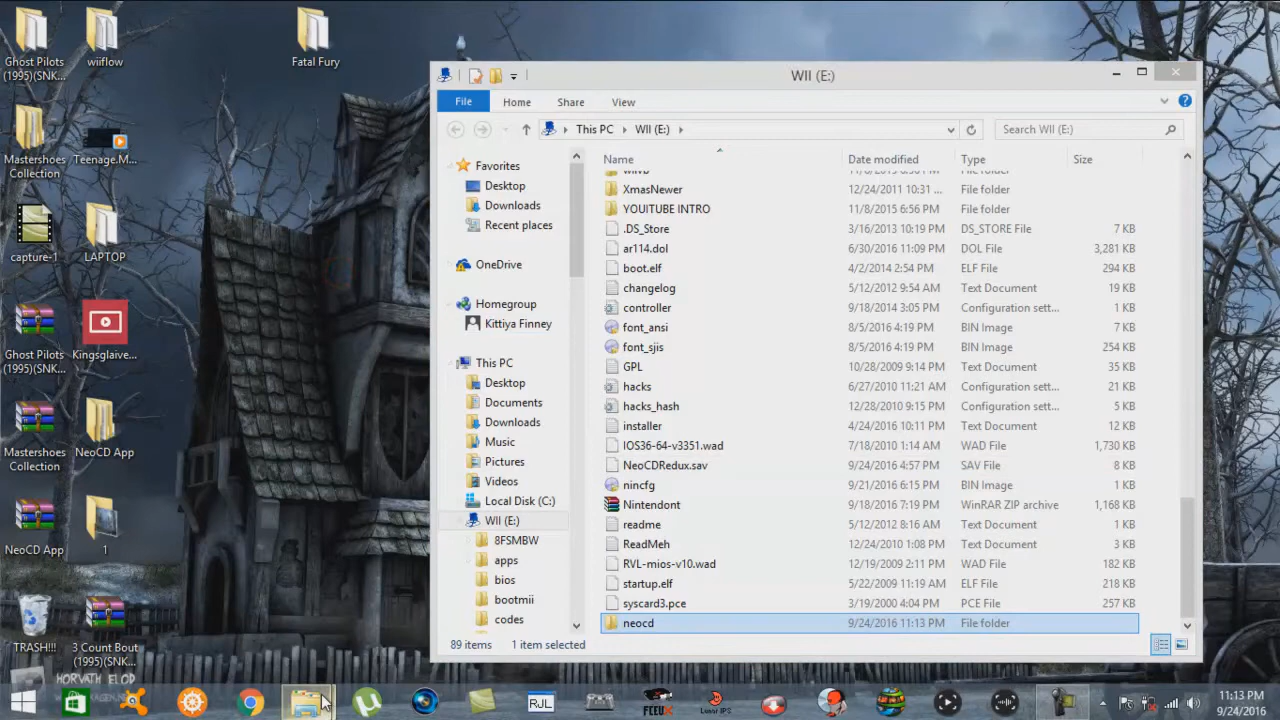 Ghost Pilots
(1995)(SNK...
wiiflow
Fatal Fury
Mastershoes
Collection
Teenage.M...
capture-1
LAPTOP
Ghost Pilots
(1995)(SNK...
Kingsglaive...
Mastershoes
Collection
NeoCD App
NeoCD App
1
TRASH!!!
3 Count Bout
(1995)(SNK...
HORVATH ELOD
WII (E:)
File
Home
Share
View
This PC
WII (E:)
Search WII (E:)
Name
Date modified
Type
Size
Favorites
Desktop
Downloads
Recent places
OneDrive
Homegroup
Kittiya Finney
This PC
Desktop
Documents
Downloads
Music
Pictures
Videos
Local Disk (C:)
WII (E:)
8FSMBW
apps
bios
bootmii
codes
XmasNewer 12/24/2011 10:31 ... File folder
YOUITUBE INTRO 11/8/2015 6:56 PM File folder
.DS_Store 3/16/2013 10:19 PM DS_STORE File 7 KB
ar114.dol 6/30/2016 11:09 PM DOL File 3,281 KB
boot.elf 4/2/2014 2:54 PM ELF File 294 KB
changelog 5/12/2012 9:54 AM Text Document 19 KB
controller 9/18/2014 3:05 PM Configuration sett... 2 KB
font_ansi 8/5/2016 4:19 PM BIN Image 7 KB
font_sjis 8/5/2016 4:19 PM BIN Image 254 KB
GPL 10/28/2010 9:59 AM Text Document 35 KB
hacks 6/27/2010 11:21 AM Configuration sett... 21 KB
hacks_hash 12/28/2010 9:15 PM Configuration sett... 5 KB
installer 4/24/2016 10:11 PM Text Document 12 KB
IOS36-64-v3351.wad 7/18/2010 1:14 AM WAD File 1,730 KB
NeoCDRedux.sav 9/24/2016 4:57 PM SAV File 8 KB
nincfg 9/21/2016 6:15 PM BIN Image 1 KB
Nintendont 9/18/2016 7:19 PM WinRAR ZIP archive 1,168 KB
readme 5/12/2012 8:16 AM Text Document 1 KB
ReadMeh 12/24/2010 1:08 PM Text Document 3 KB
RVL-mios-v10.wad 12/19/2009 2:11 PM WAD File 182 KB
startup.elf 5/22/2009 11:19 AM ELF File 218 KB
syscard3.pce 3/19/2000 4:04 PM PCE File 257 KB
neocd 9/24/2016 11:13 PM File folder
89 items
1 item selected
RJL
FCEUX
Lunar IPS
11:13 PM
9/24/2016